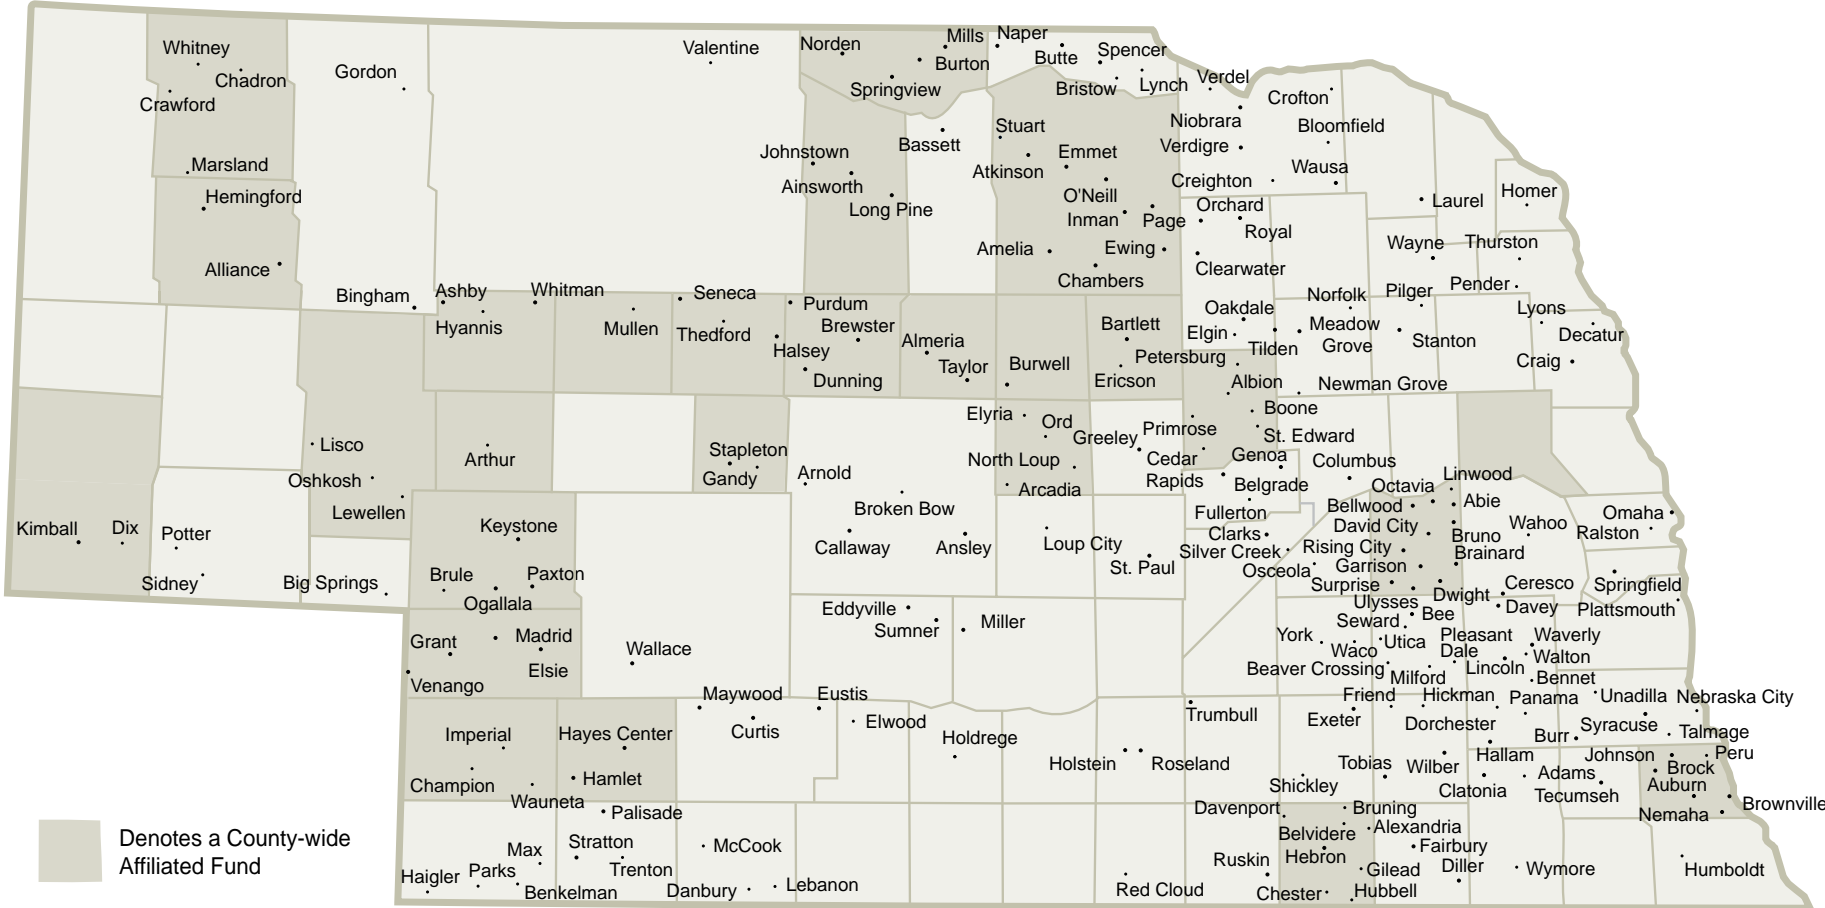 Whitney
Chadron
Crawford
Gordon
Valentine
Norden
Mills
Burton
Springview
Naper
Butte
Spencer
Bristow
Lynch
Verdel
Crofton
Niobrara
Bloomfield
Verdigre
Wausa
Creighton
Marsland
Hemingford
Alliance
Johnstown
Ainsworth
Long Pine
Bassett
Stuart
Atkinson
Emmet
O'Neill
Inman
Page
Amelia
Ewing
Chambers
Orchard
Royal
Clearwater
Laurel
Homer
Wayne
Thurston
Pilger
Pender
Lyons
Decatur
Craig
Bingham
Ashby
Hyannis
Whitman
Mullen
Seneca
Thedford
Purdum
Brewster
Halsey
Dunning
Almeria
Taylor
Burwell
Bartlett
Ericson
Petersburg
Oakdale
Elgin
Tilden
Norfolk
Meadow
Grove
Stanton
Albion
Newman Grove
Boone
St. Edward
Primrose
Cedar
Rapids
Genoa
Belgrade
Fullerton
Columbus
Lisco
Oshkosh
Lewellen
Arthur
Stapleton
Gandy
Arnold
Elyria
Ord
North Loup
Arcadia
Greeley
Broken Bow
Callaway
Ansley
Loup City
St. Paul
Kimball
Dix
Potter
Sidney
Big Springs
Keystone
Brule
Paxton
Ogallala
Linwood
Octavia
Abie
Bellwood
David City
Bruno
Wahoo
Omaha
Ralston
Clarks
Silver Creek
Rising City
Brainard
Osceola
Garrison
Surprise
Dwight
Ceresco
Springfield
Ulysses
Bee
Davey
Plattsmouth
Seward
Pleasant
Dale
Waverly
York
Waco
Utica
Walton
Beaver Crossing
Milford
Lincoln
Bennet
Eddyville
Sumner
Miller
Grant
Madrid
Elsie
Venango
Wallace
Friend
Hickman
Panama
Unadilla
Nebraska City
Exeter
Dorchester
Burr
Syracuse
Talmage
Maywood
Curtis
Eustis
Elwood
Holdrege
Trumbull
Holstein
Roseland
Imperial
Champion
Wauneta
Hayes Center
Hamlet
Palisade
Tobias
Wilber
Hallam
Johnson
Peru
Shickley
Clatonia
Adams
Tecumseh
Brock
Auburn
Brownville
Nemaha
Davenport
Bruning
Belvidere
Alexandria
Hebron
Fairbury
Ruskin
Gilead
Diller
Wymore
Humboldt
Chester
Hubbell
Red Cloud
Max
Stratton
Haigler
Parks
Benkelman
Trenton
McCook
Danbury
Lebanon
Denotes a County-wide
Affiliated Fund